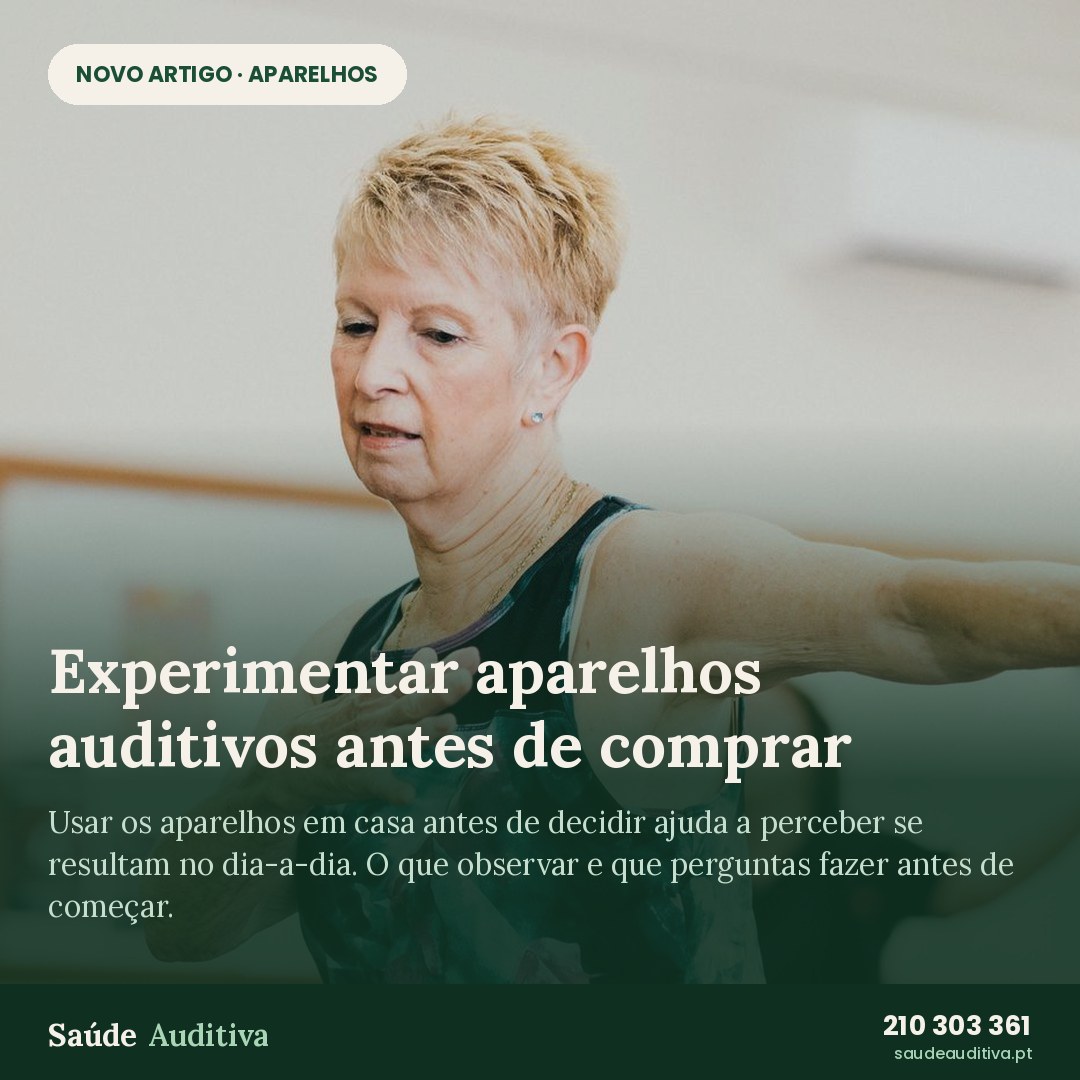 NOVO ARTIGO · APARELHOS
Experimentar aparelhos
auditivos antes de comprar
Usar os aparelhos em casa antes de decidir ajuda a perceber se
resultam no dia-a-dia. O que observar e que perguntas fazer antes de
começar.
Saúde Auditiva
210 303 361
saudeauditiva.pt